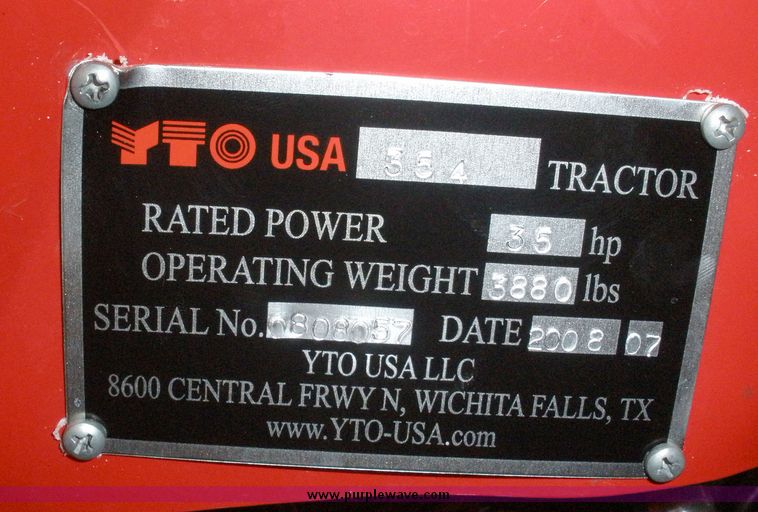 YTO USA 354 TRACTOR
RATED POWER 35 hp
OPERATING WEIGHT 3880 lbs
SERIAL No. 0808057 DATE 2008 07
YTO USA LLC
8600 CENTRAL FRWY N, WICHITA FALLS, TX
www.YTO-USA.com
www.purplewave.com